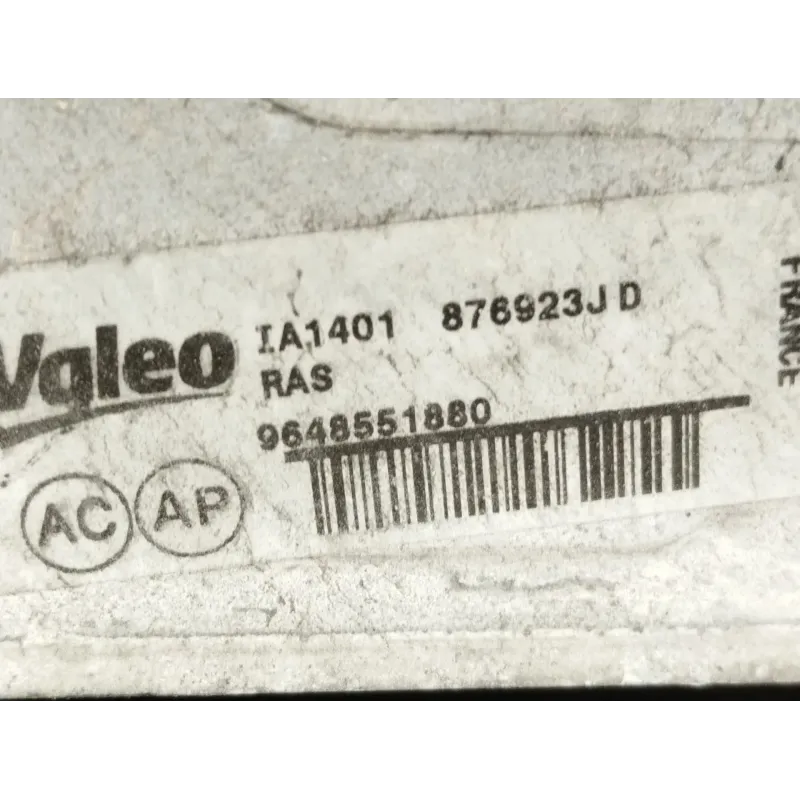 Valeo IA1401 876923J D
RAS
9648551880
AC AP
FRANCE